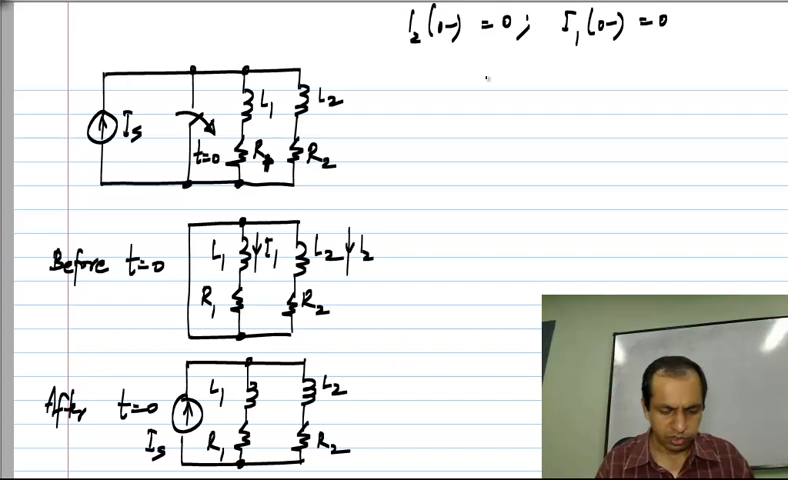 I₂(0-) = 0 ; I₁(0-) = 0
Is
L₁
L₂
t=0
R₁
R₂
Before t=0
L₁
I₁
L₂
I₂
R₁
R₂
After t=0
L₁
L₂
Is
R₁
R₂